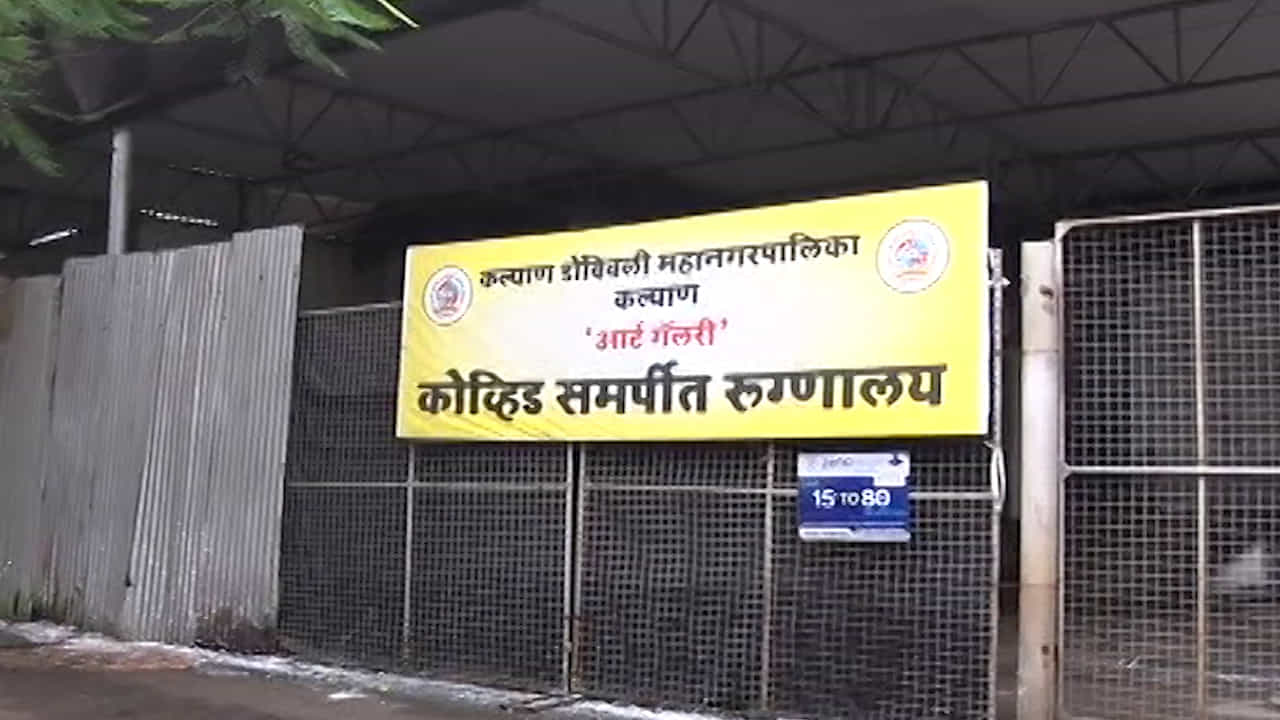 कल्याण डोंबिवली महानगरपालिका
कल्याण
'आर्ट गॅलरी'
कोव्हिड समर्पीत रुग्णालय
15 TO 80